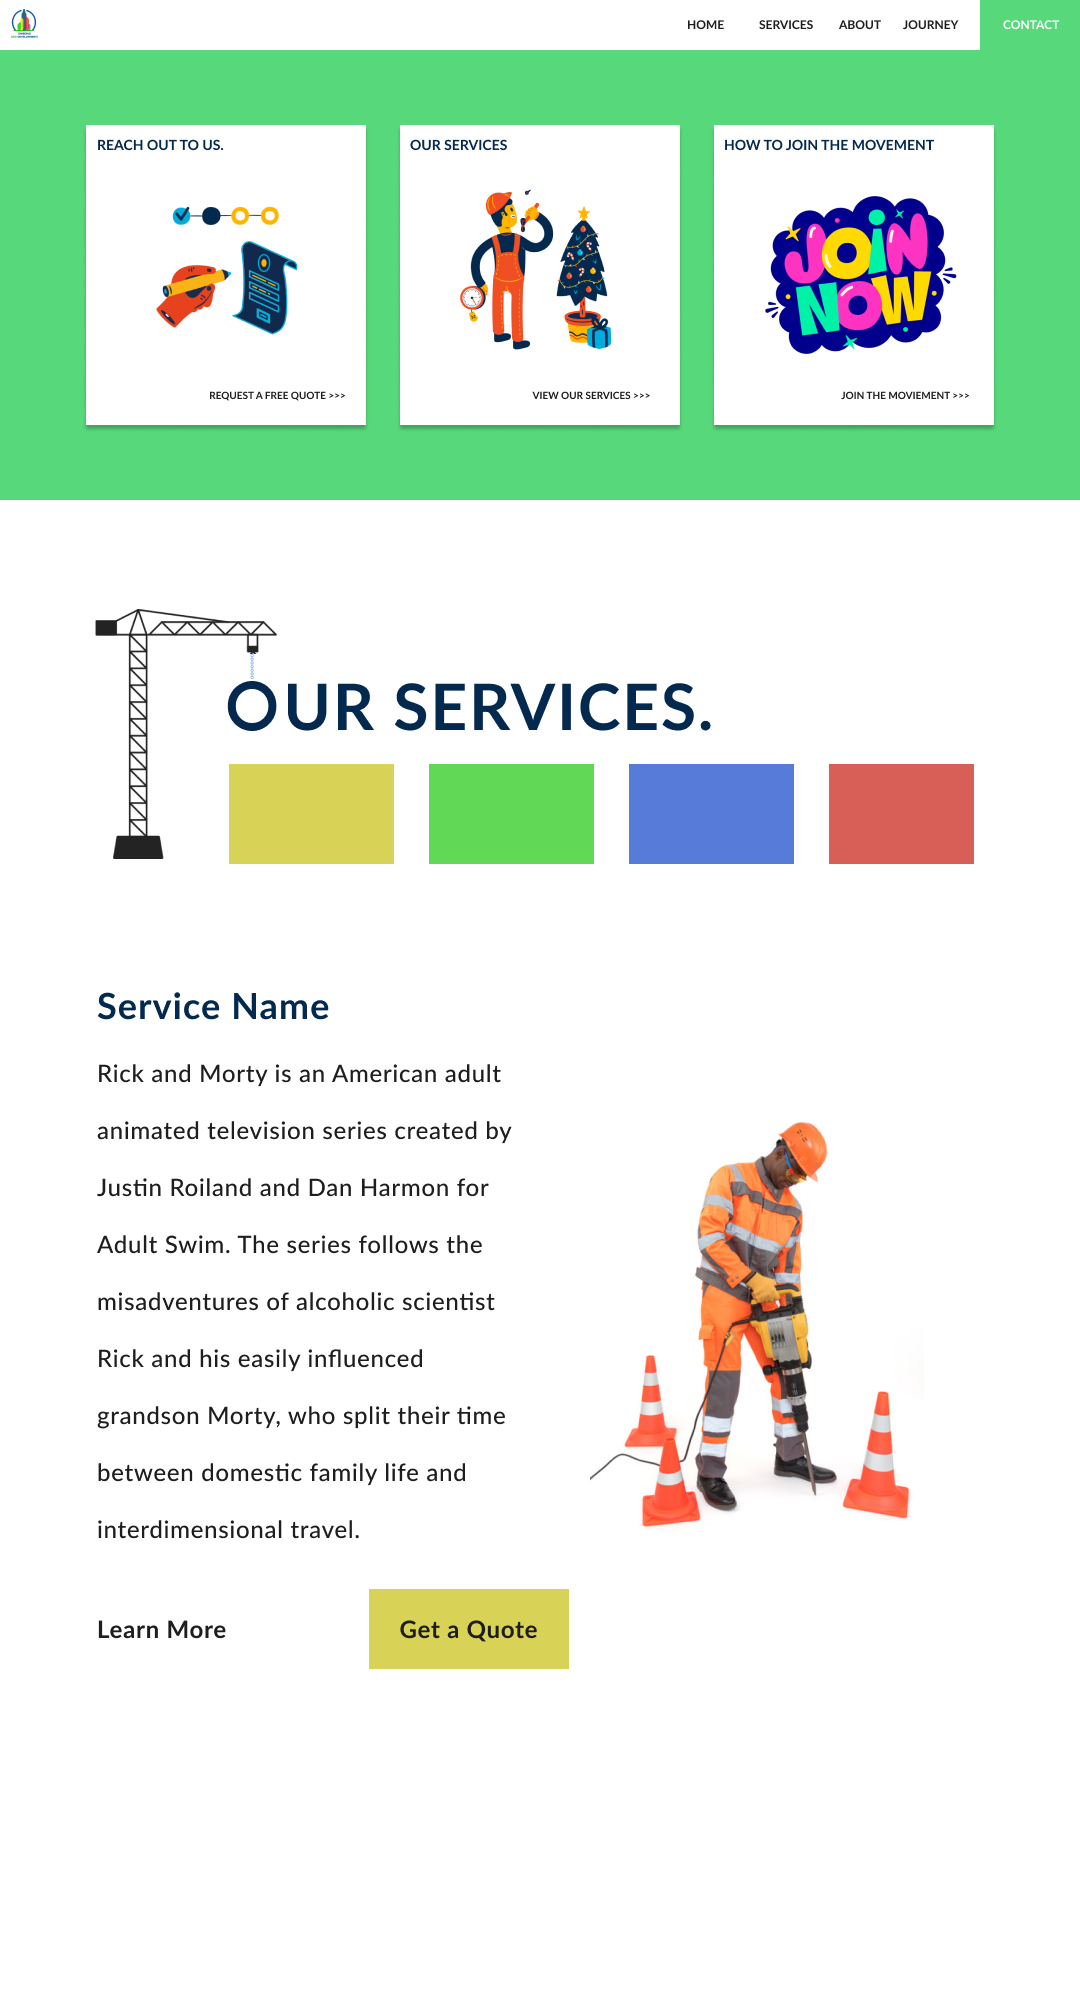 HOME SERVICES ABOUT JOURNEY CONTACT
REACH OUT TO US.
REQUEST A FREE QUOTE >>>
OUR SERVICES
VIEW OUR SERVICES >>>
HOW TO JOIN THE MOVEMENT
JOIN
NOW
JOIN THE MOVIEMENT >>>
OUR SERVICES.
Service Name
Rick and Morty is an American adult
animated television series created by
Justin Roiland and Dan Harmon for
Adult Swim. The series follows the
misadventures of alcoholic scientist
Rick and his easily influenced
grandson Morty, who split their time
between domestic family life and
interdimensional travel.
Learn More
Get a Quote